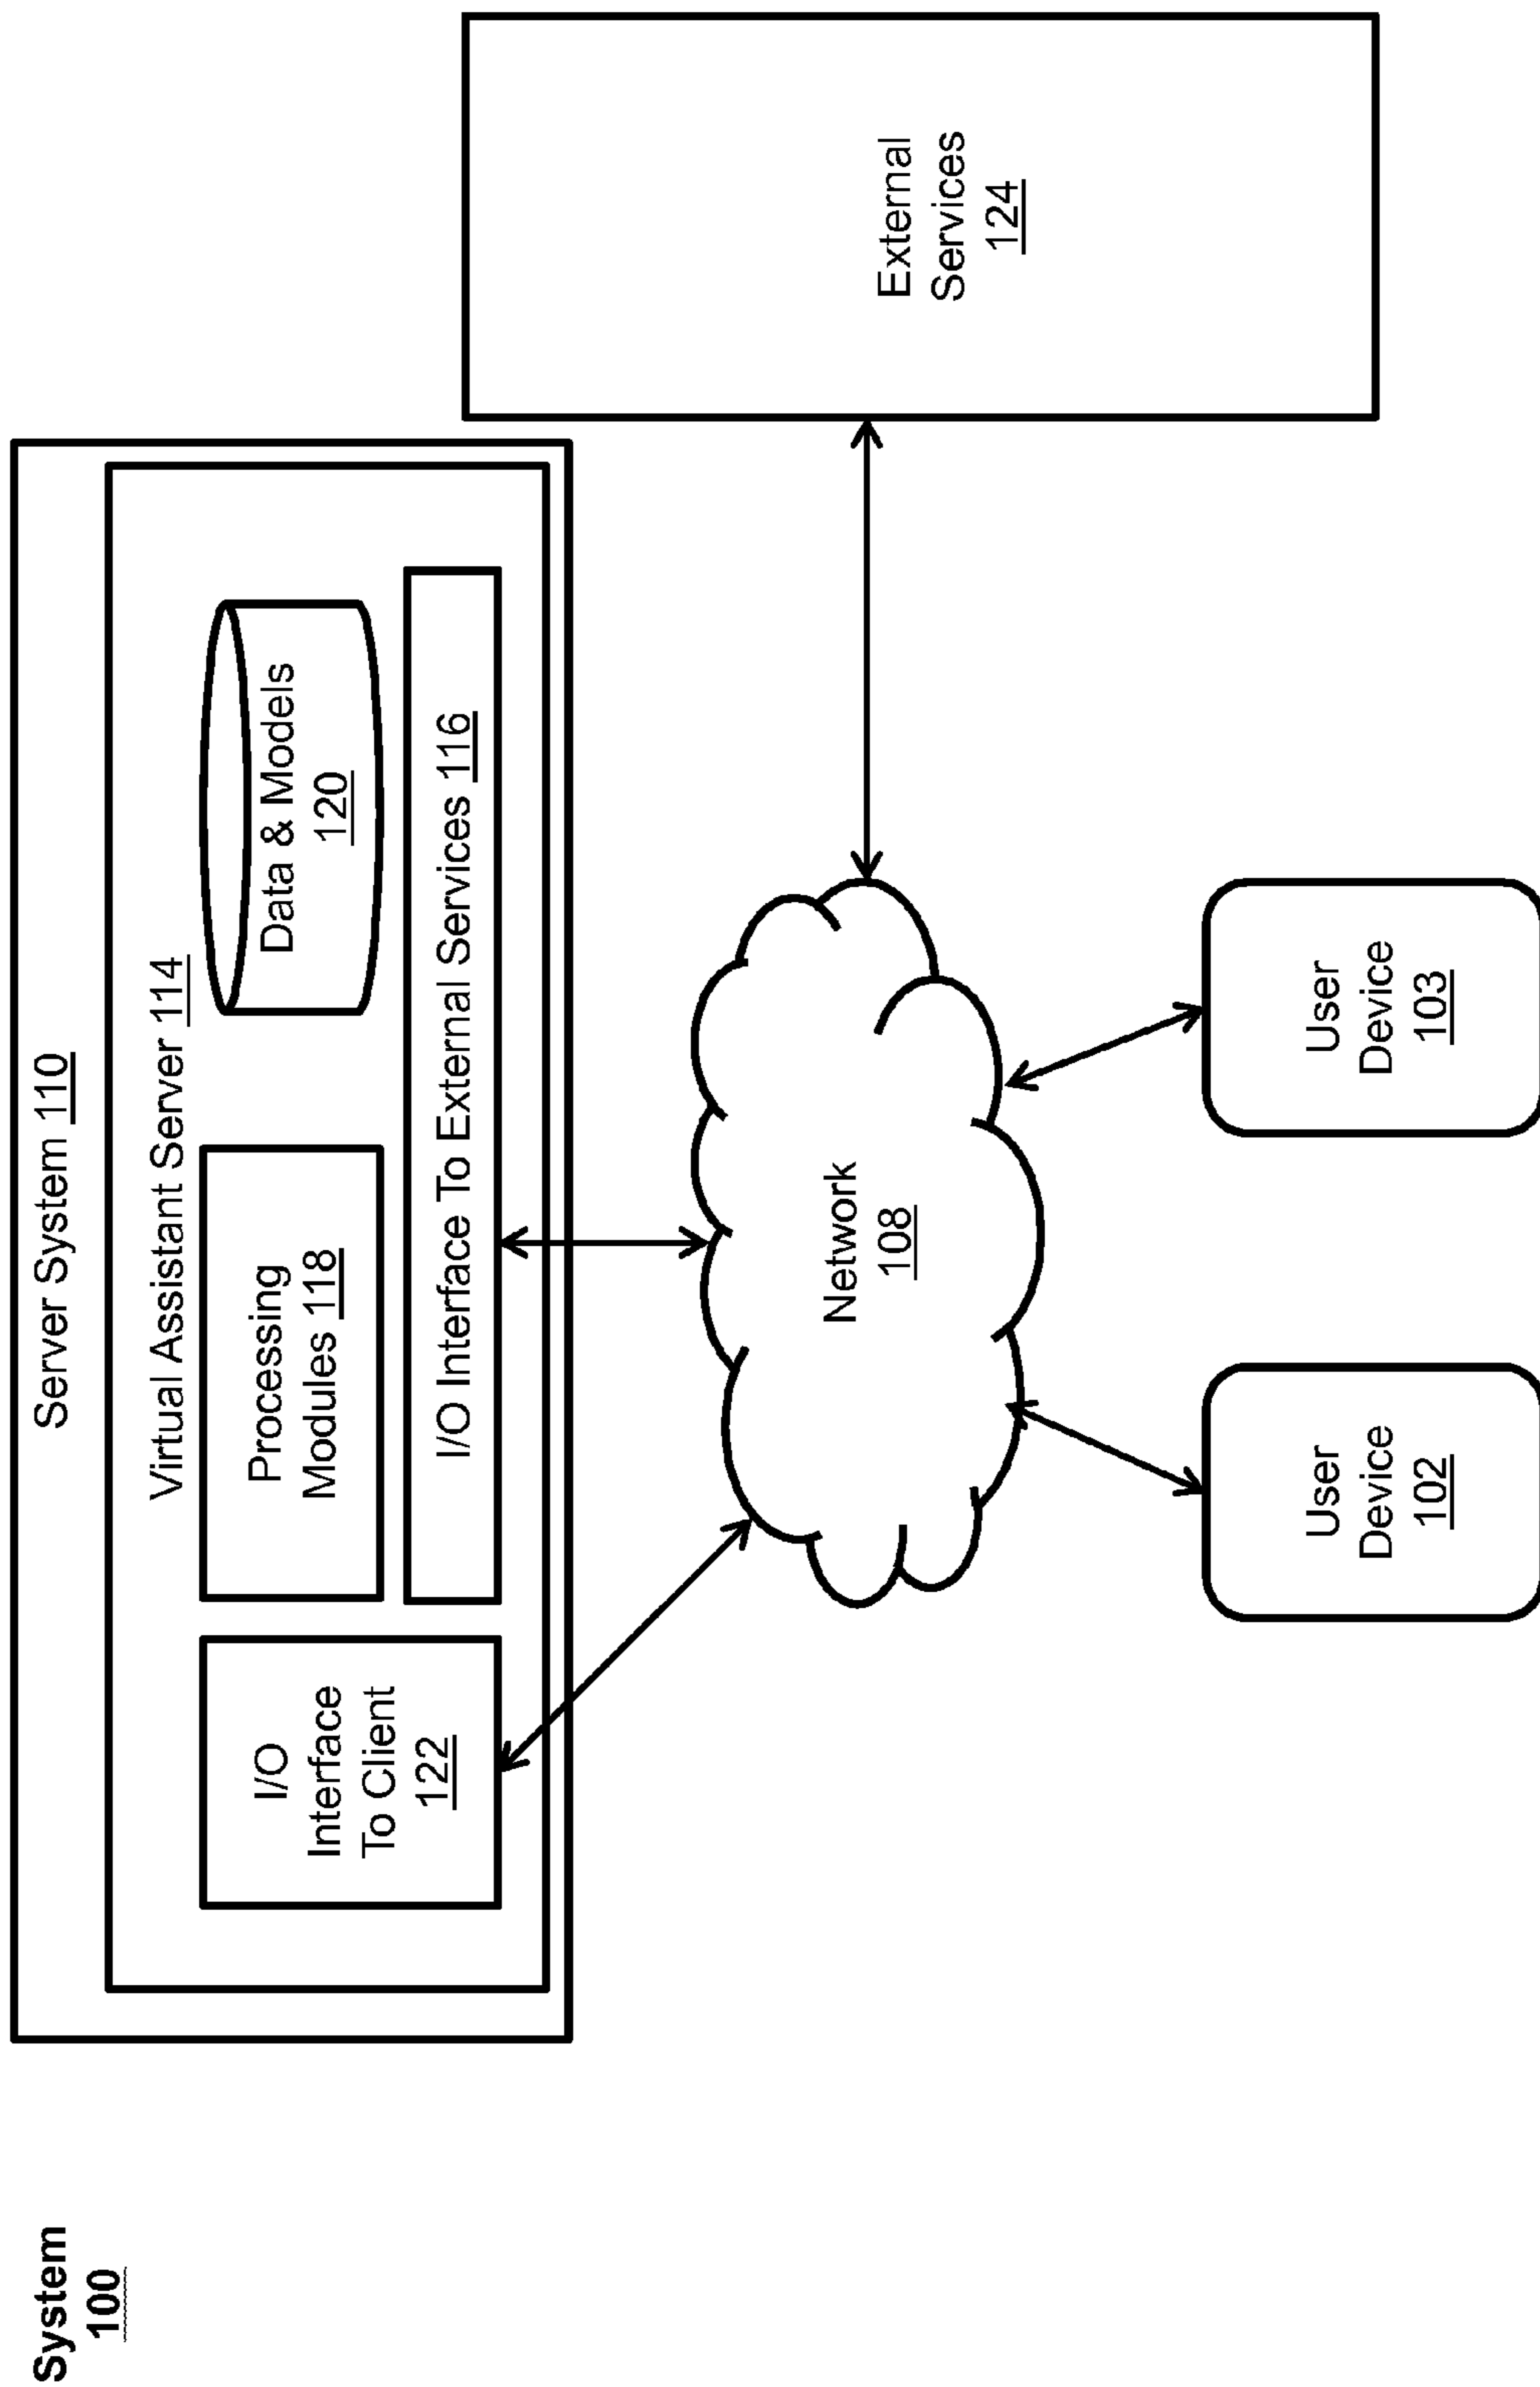 System
100
Server System 110
Virtual Assistant Server 114
I/O
Interface
To Client
122
Processing
Modules 118
Data & Models
120
I/O Interface To External Services 116
Network
108
External
Services
124
User
Device
102
User
Device
103